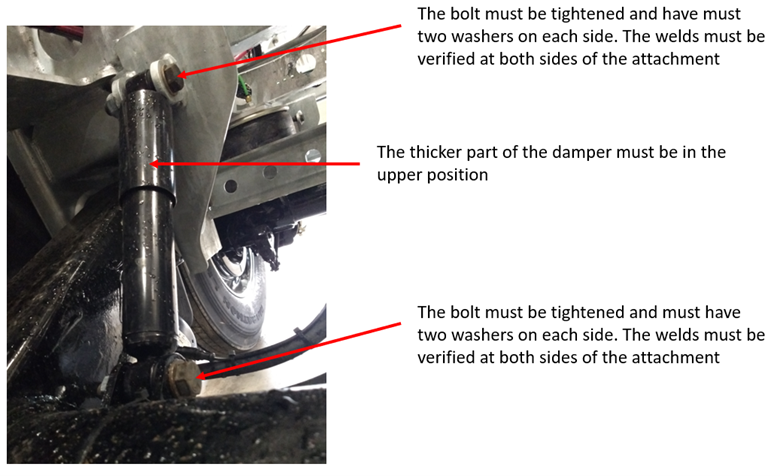 The bolt must be tightened and have must
two washers on each side. The welds must be
verified at both sides of the attachment
The thicker part of the damper must be in the
upper position
The bolt must be tightened and must have
two washers on each side. The welds must be
verified at both sides of the attachment